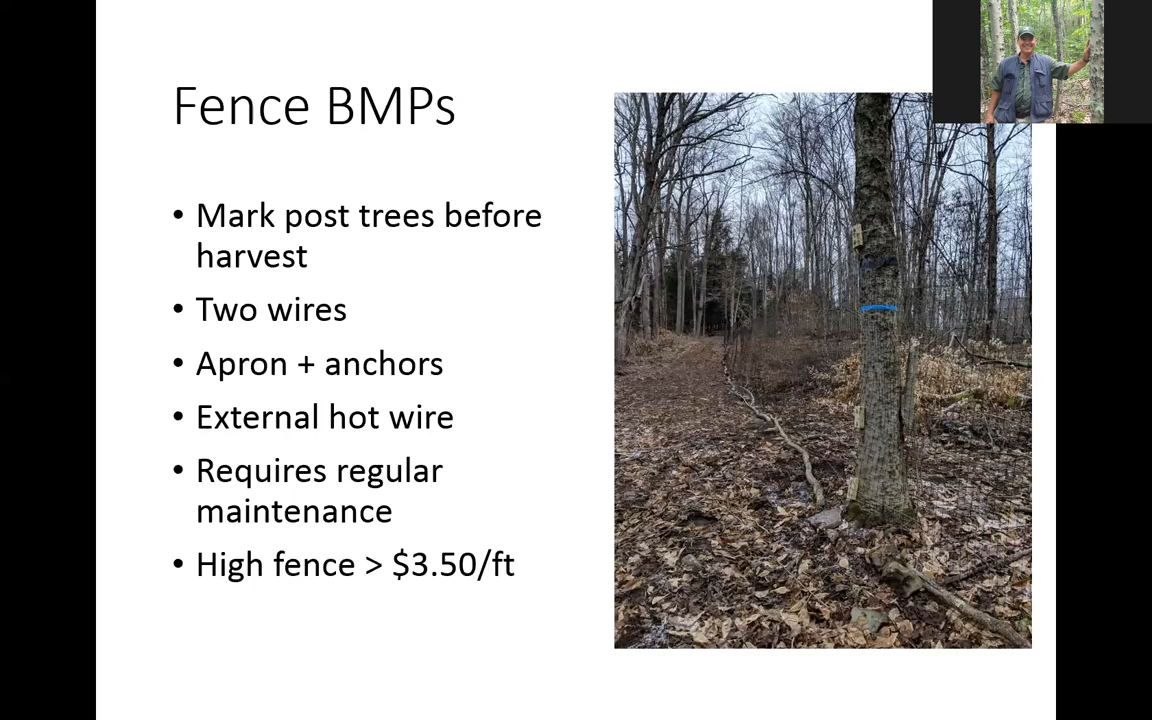 Fence BMPs
• Mark post trees before
harvest
• Two wires
• Apron + anchors
• External hot wire
• Requires regular
maintenance
• High fence > $3.50/ft